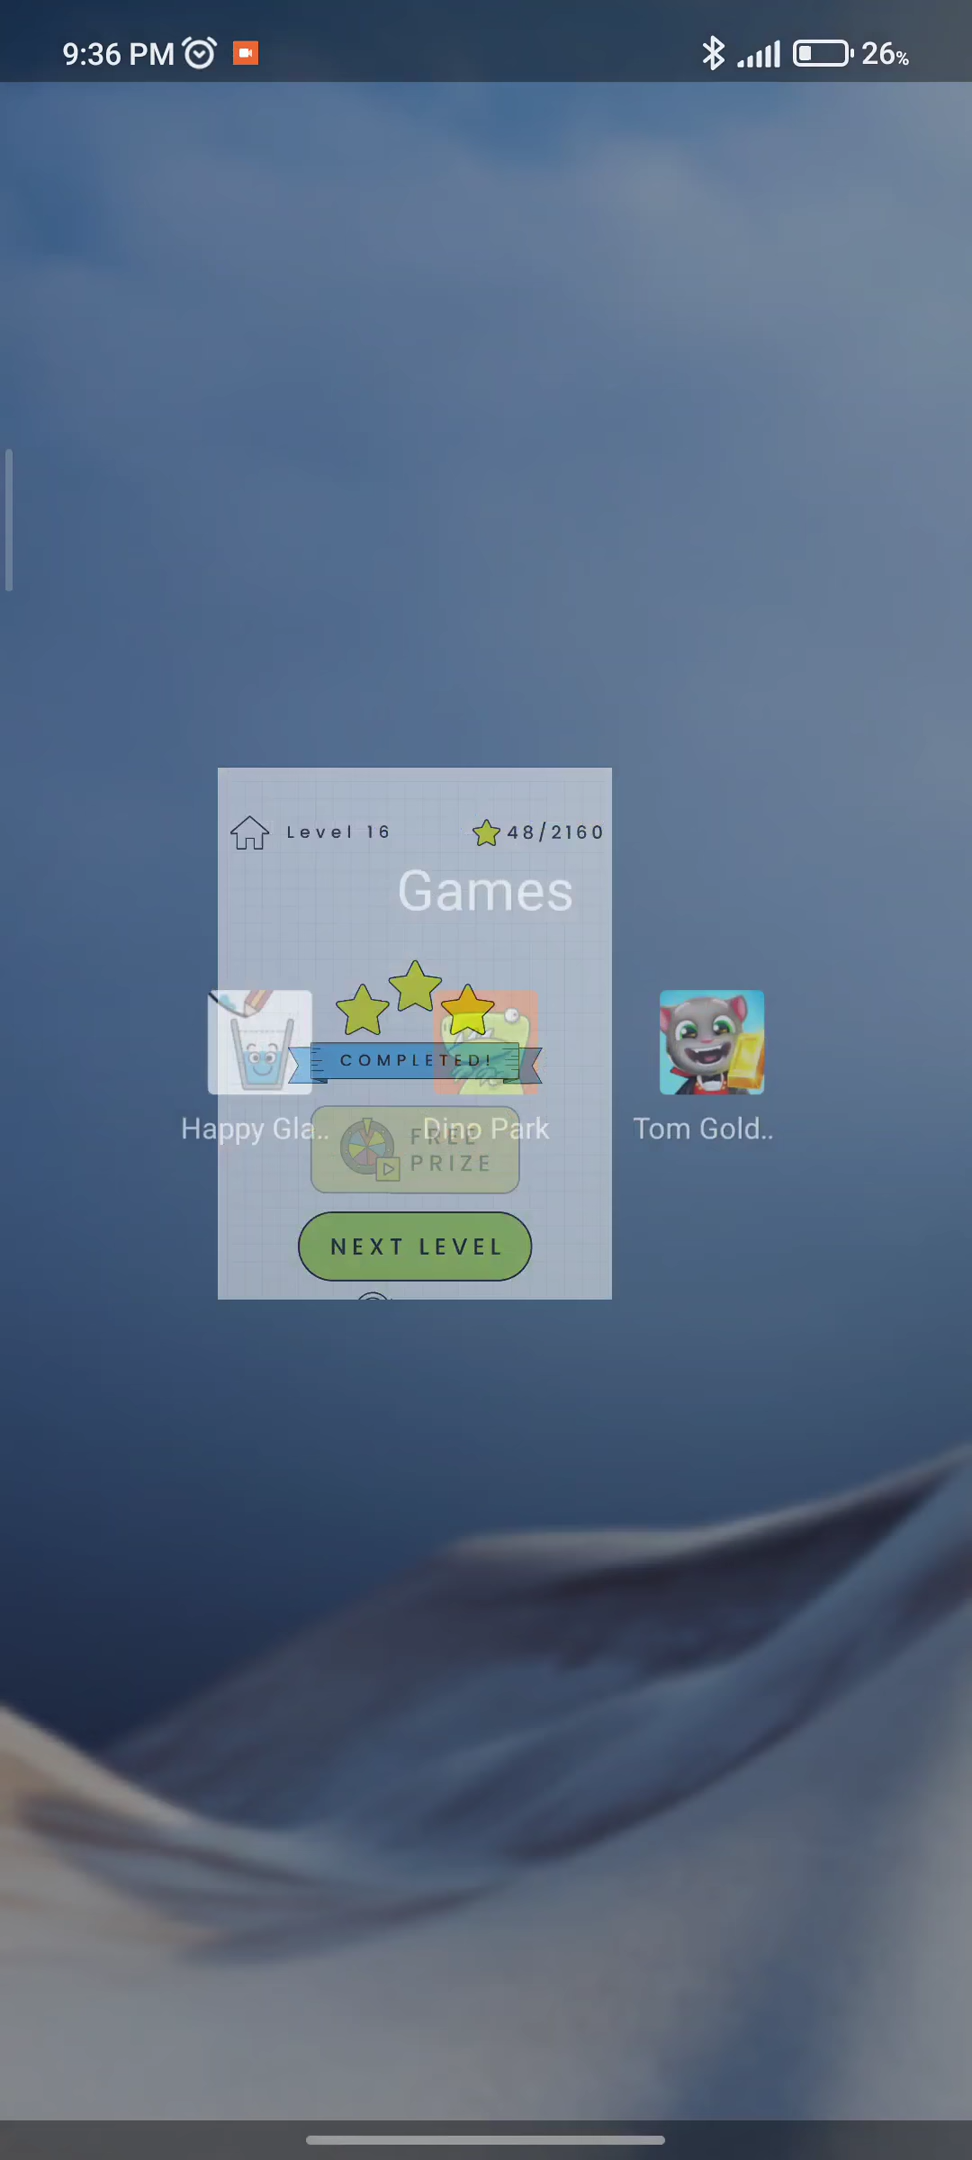 9:36 PM 26%
Level 16 48/2160
Games
COMPLETED!
Happy Gla.. Dino Park Tom Gold..
FREE
PRIZE
NEXT LEVEL